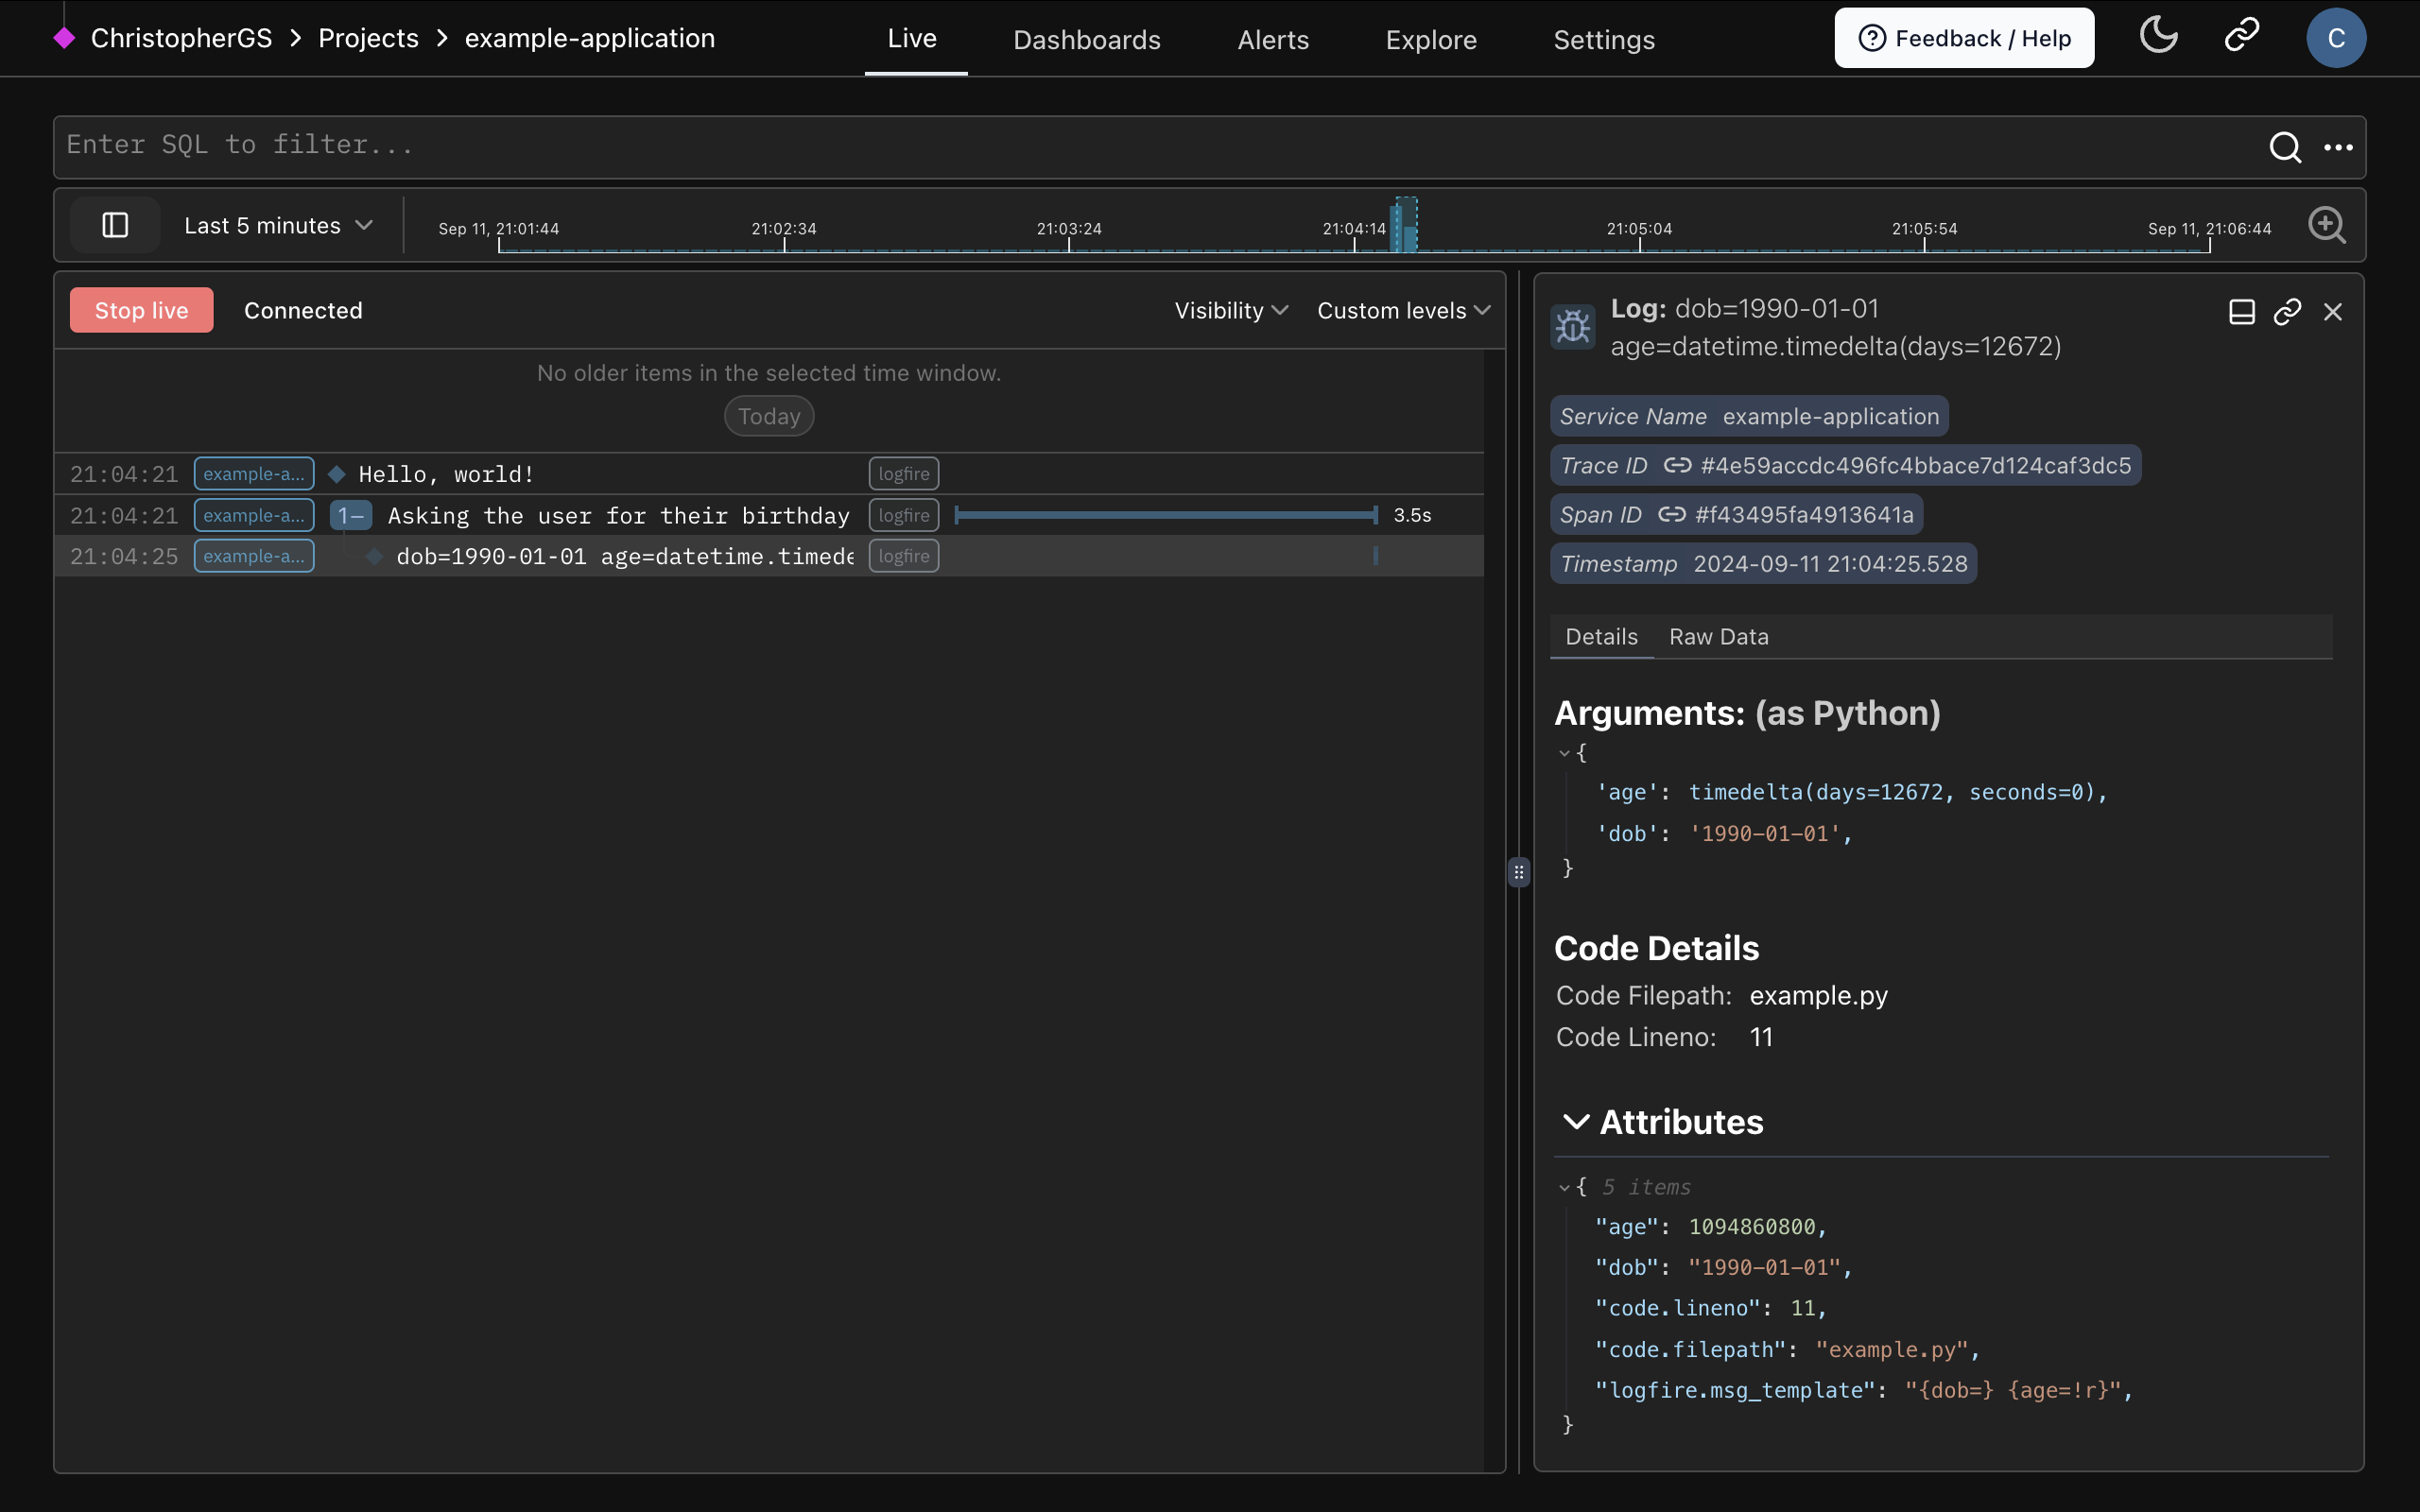 ChristopherGS > Projects > example-application
Live
Dashboards
Alerts
Explore
Settings
Feedback / Help
C
Enter SQL to filter...
Last 5 minutes
Sep 11, 21:01:44
21:02:34
21:03:24
21:04:14
21:05:04
21:05:54
Sep 11, 21:06:44
Stop live
Connected
Visibility
Custom levels
No older items in the selected time window.
Today
21:04:21 example-a... Hello, world! logfire
21:04:21 example-a... 1− Asking the user for their birthday logfire 3.5s
21:04:25 example-a... dob=1990-01-01 age=datetime.timede logfire
Log: dob=1990-01-01
age=datetime.timedelta(days=12672)
Service Name example-application
Trace ID #4e59accdc496fc4bbace7d124caf3dc5
Span ID #f43495fa4913641a
Timestamp 2024-09-11 21:04:25.528
Details
Raw Data
Arguments: (as Python)
{
'age': timedelta(days=12672, seconds=0),
'dob': '1990-01-01',
}
Code Details
Code Filepath: example.py
Code Lineno: 11
Attributes
{ 5 items
"age": 1094860800,
"dob": "1990-01-01",
"code.lineno": 11,
"code.filepath": "example.py",
"logfire.msg_template": "{dob=} {age=!r}",
}